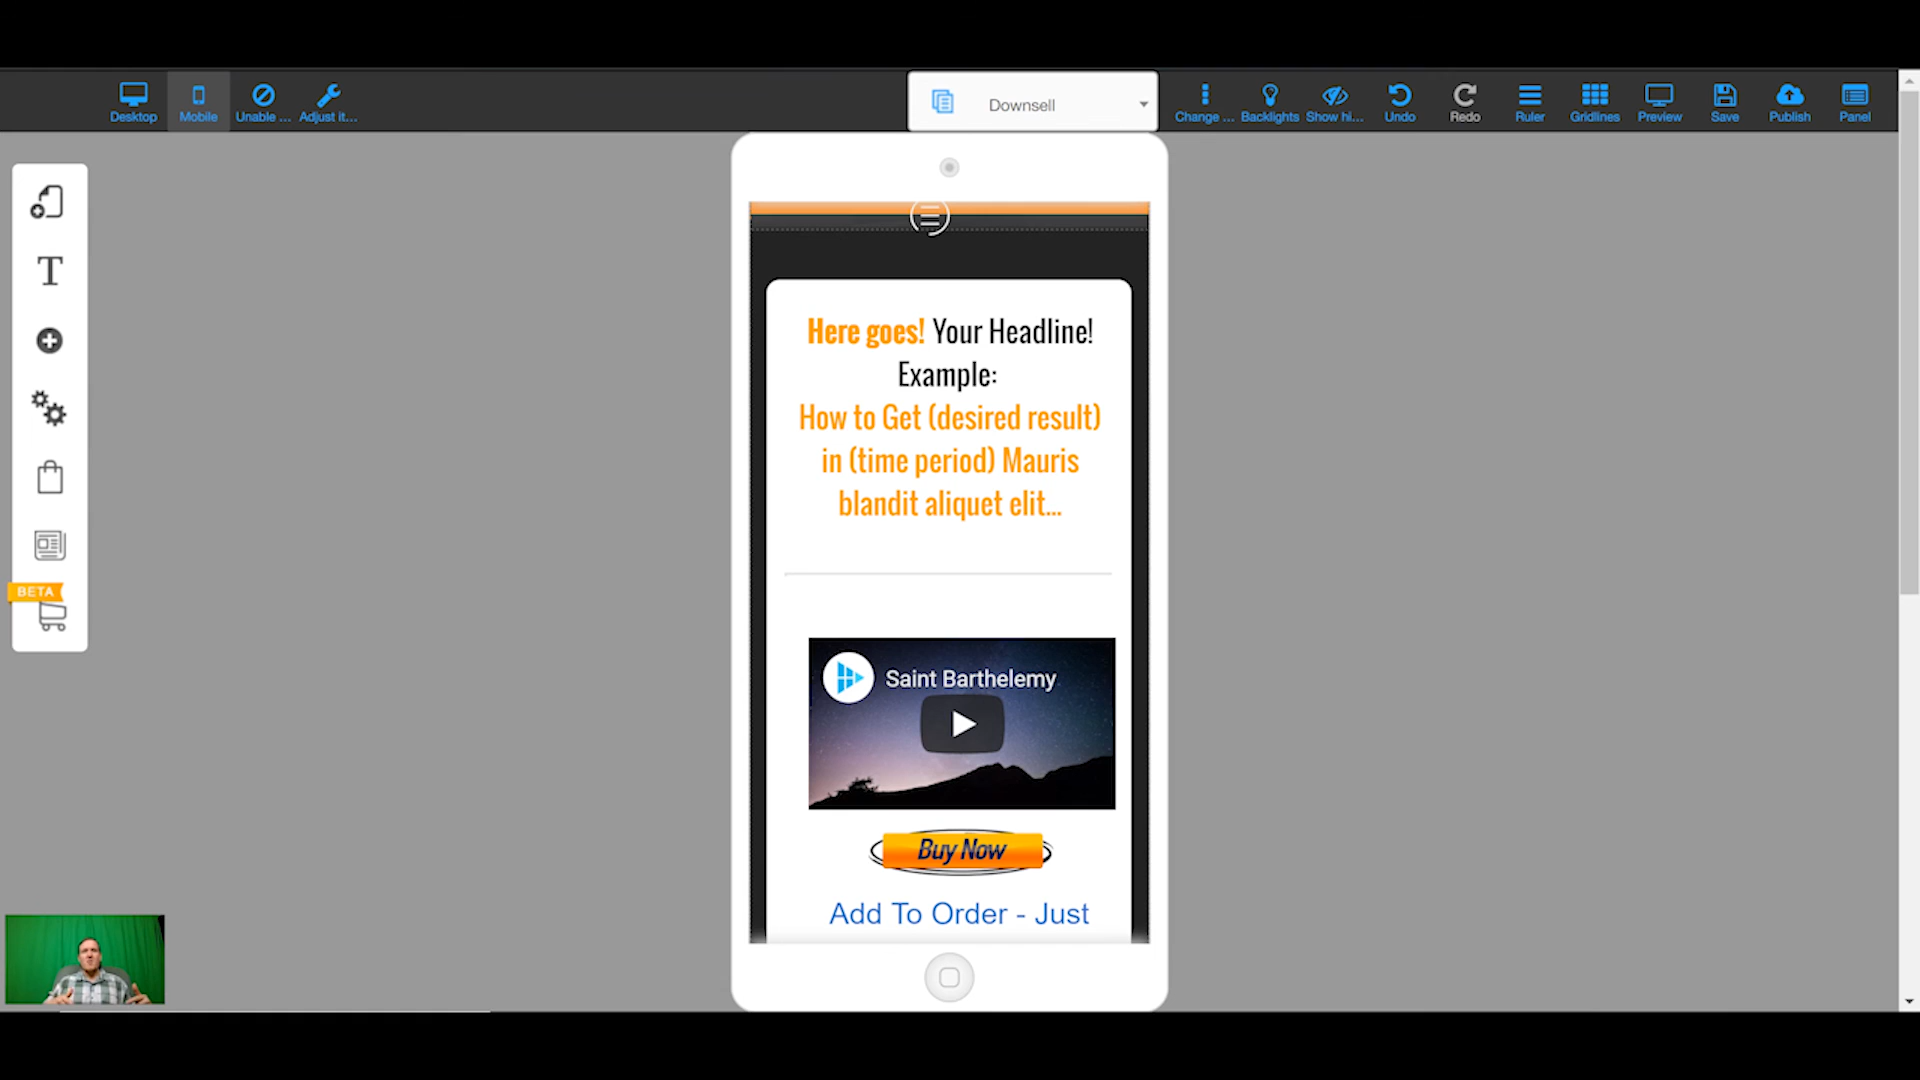 Desktop
Mobile
Unable ...
Adjust it...
Downsell
Change ...
Backlights
Show hi...
Undo
Redo
Ruler
Gridlines
Preview
Save
Publish
Panel
T
BETA
Here goes! Your Headline!
Example:
How to Get (desired result)
in (time period) Mauris
blandit aliquet elit...
Saint Barthelemy
Buy Now
Add To Order - Just